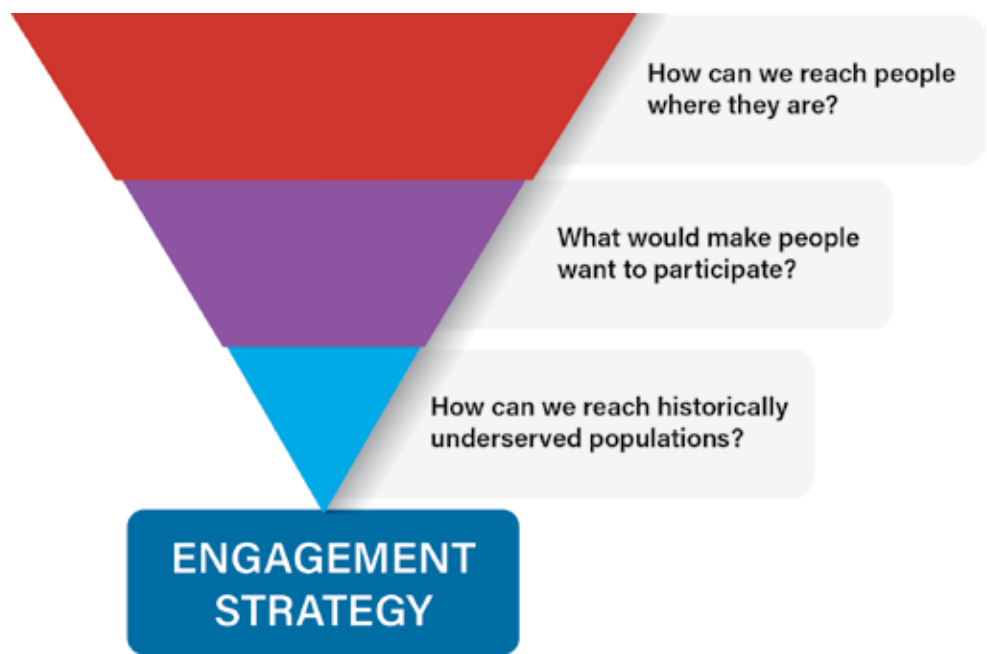 How can we reach people
where they are?
What would make people
want to participate?
How can we reach historically
underserved populations?
ENGAGEMENT
STRATEGY